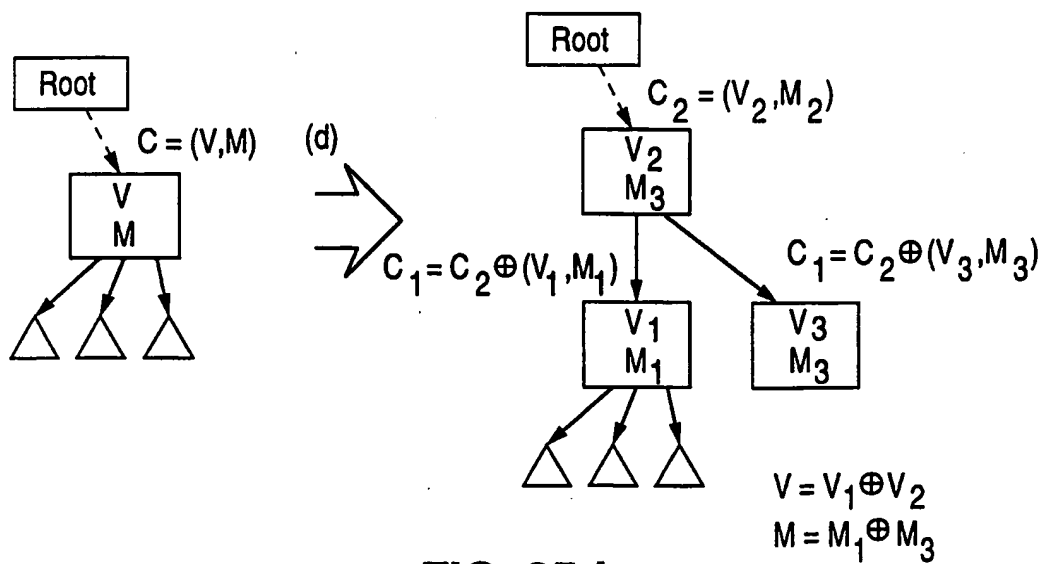 Root
C = (V,M)
V
M
(d)
Root
C2 = (V2,M2)
V2
M3
C1 = C2 ⊕ (V1,M1)
C1 = C2 ⊕ (V3,M3)
V1
M1
V3
M3
V = V1 ⊕ V2
M = M1 ⊕ M3